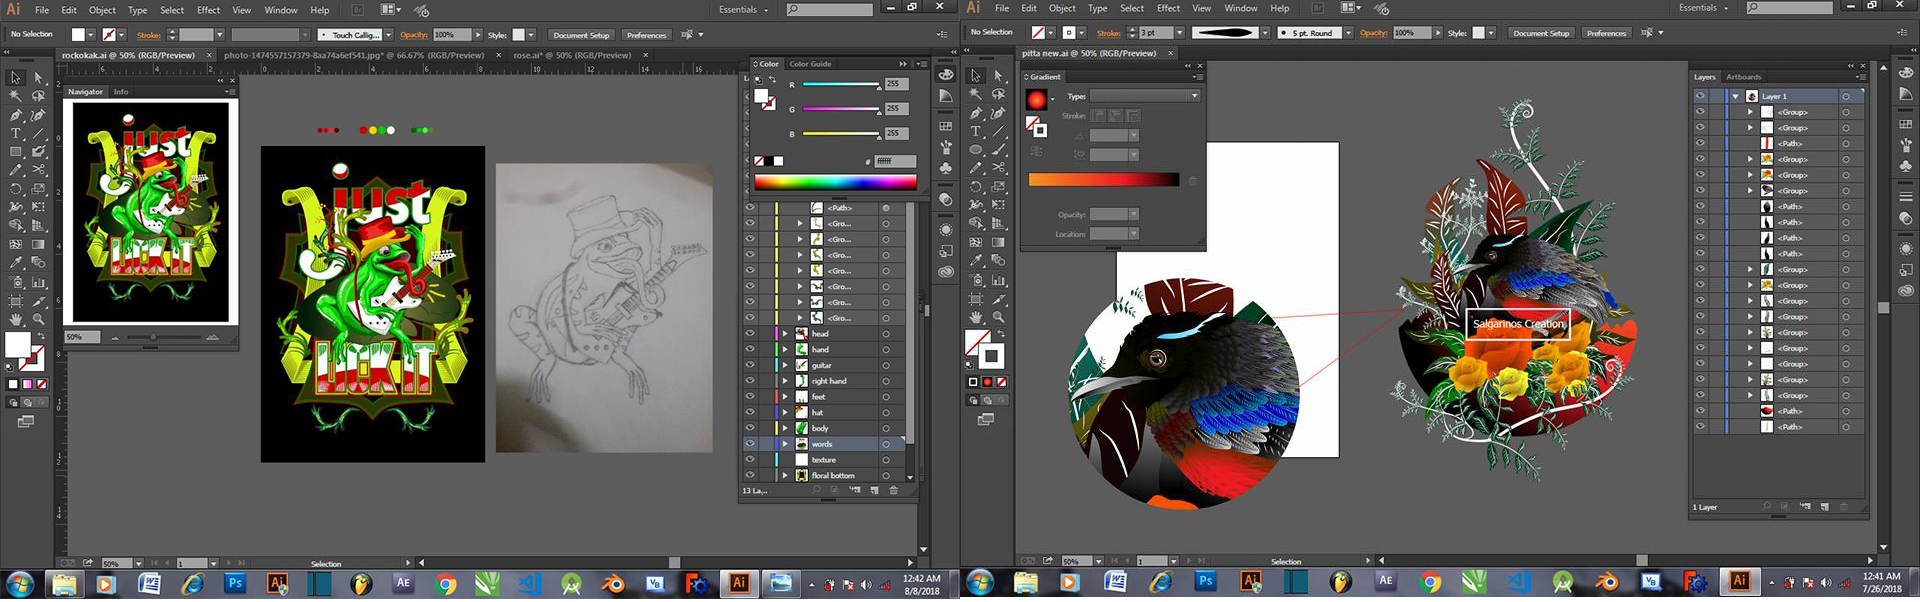 Ai File Edit Object Type Select Effect View Window Help
Essentials
No Selection Stroke: Touch Callig... Opacity: 100% Style: Document Setup Preferences
rockokak.ai @ 50% (RGB/Preview) photo-1474557157379-8aa74a6ef541.jpg* @ 66.67% (RGB/Preview) rose.ai* @ 50% (RGB/Preview)
Navigator Info
just
LICK IT
50%
just
LICK IT
Color Color Guide
R 255
G 255
B 255
# ffffff
<Path>
<Gro...
<Gro...
<Gro...
<Gro...
<Gro...
<Gro...
<Gro...
head
hand
guitar
right hand
feet
hat
body
words
texture
floral bottom
13 La...
50% 1 Selection
12:42 AM
8/8/2018
Ai File Edit Object Type Select Effect View Window Help
Essentials
No Selection Stroke: 3 pt 5 pt. Round Opacity: 100% Style: Document Setup Preferences
pitta new.ai @ 50% (RGB/Preview)
Gradient
Type:
Stroke:
Opacity:
Location:
Salgarinos Creation
Layers Artboards
Layer 1
<Group>
<Group>
<Path>
<Group>
<Group>
<Group>
<Path>
<Path>
<Path>
<Path>
<Group>
<Group>
<Group>
<Group>
<Group>
<Group>
<Group>
<Group>
<Group>
<Path>
<Path>
1 Layer
50% 1 Selection
12:41 AM
7/26/2018